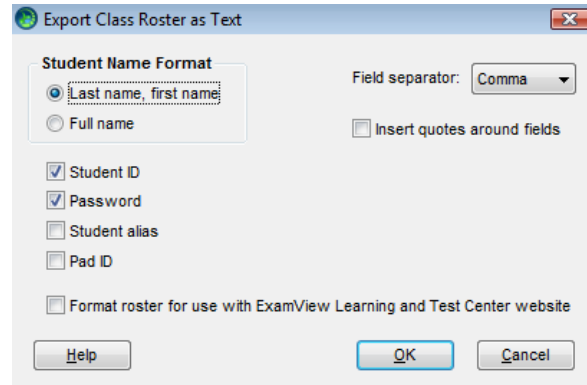 Export Class Roster as Text
Student Name Format
Last name, first name
Full name
Field separator: Comma
Insert quotes around fields
Student ID
Password
Student alias
Pad ID
Format roster for use with ExamView Learning and Test Center website
Help OK Cancel